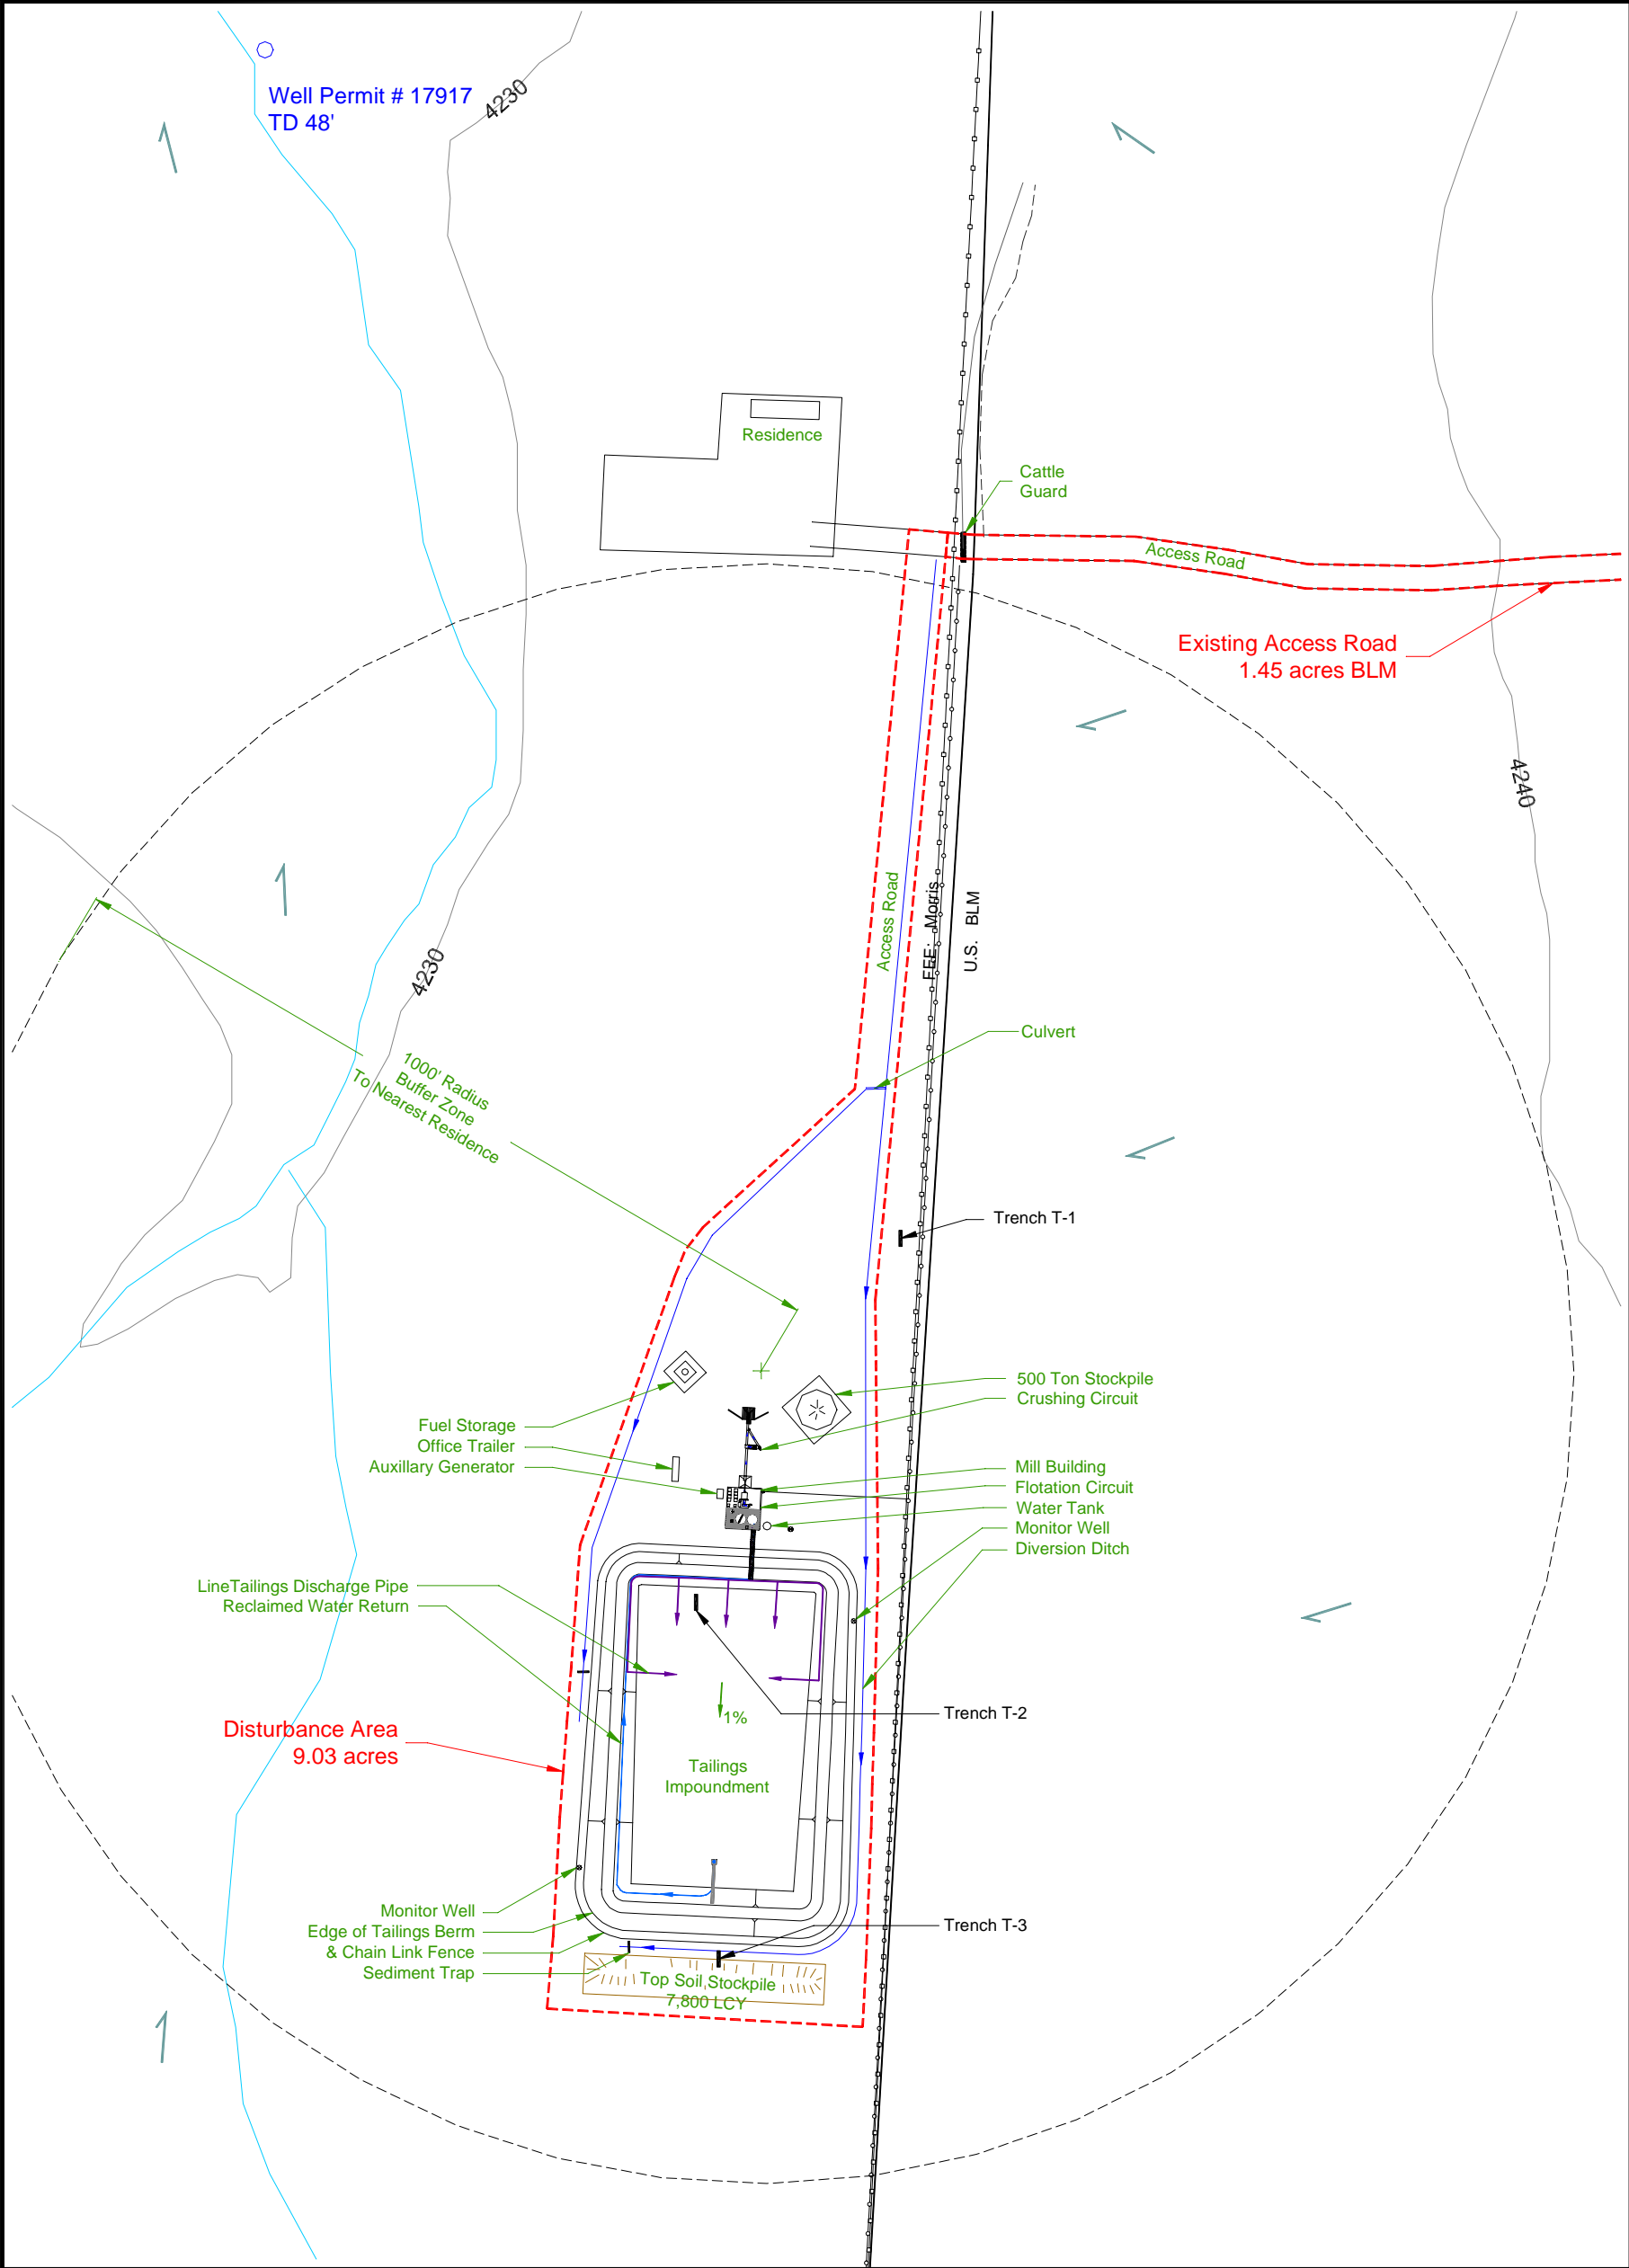 Well Permit # 17917
TD 48'
4230
Residence
Cattle
Guard
Access Road
Existing Access Road
1.45 acres BLM
4240
Access Road
FEE: Morris
U.S. BLM
4230
Culvert
1000' Radius
Buffer Zone
To Nearest Residence
Trench T-1
500 Ton Stockpile
Crushing Circuit
Fuel Storage
Office Trailer
Auxillary Generator
Mill Building
Flotation Circuit
Water Tank
Monitor Well
Diversion Ditch
LineTailings Discharge Pipe
Reclaimed Water Return
Trench T-2
1%
Disturbance Area
9.03 acres
Tailings
Impoundment
Monitor Well
Edge of Tailings Berm
& Chain Link Fence
Sediment Trap
Trench T-3
Top Soil Stockpile
7,800 LCY